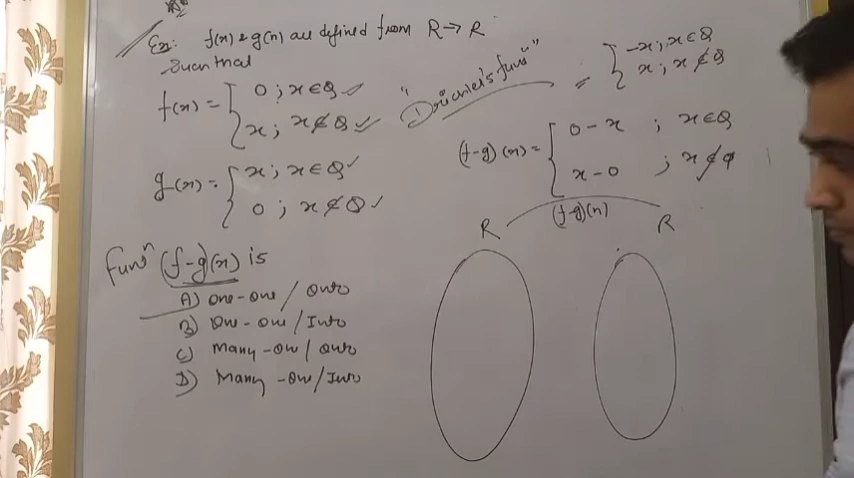 Ex: f(x) & g(x) are defined from R→R
Such that
f(x) = { 0 ; x∈Q ✓
x ; x∉Q ✓
g(x) = { x ; x∈Q ✓
0 ; x∉Q ✓
"Dirichlet's funⁿ"
= { -x ; x∈Q
x ; x∉Q
(f-g)(x) = { 0-x ; x∈Q
x-0 ; x∉Q
Funⁿ (f-g)(x) is
A) one-one / Onto
B) One-one / Into
C) Many-one / Onto
D) Many-One / Into
R (f-g)(x) R